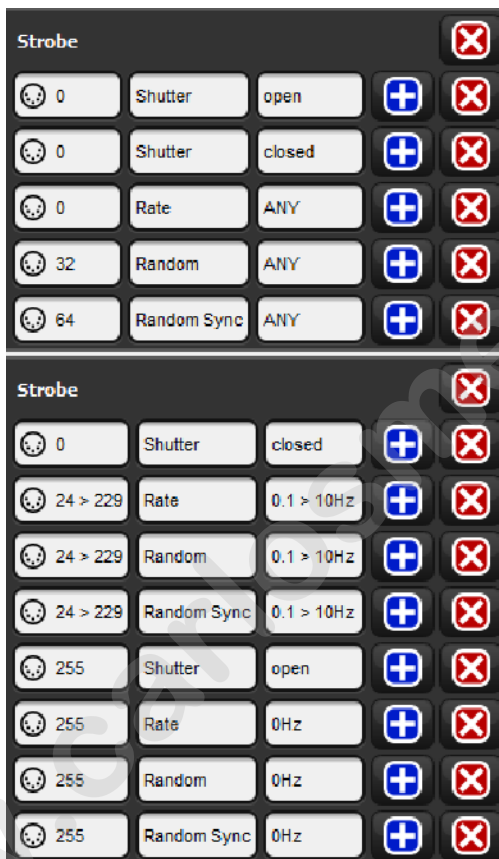 Strobe
0 Shutter open
0 Shutter closed
0 Rate ANY
32 Random ANY
64 Random Sync ANY
Strobe
0 Shutter closed
24 > 229 Rate 0.1 > 10Hz
24 > 229 Random 0.1 > 10Hz
24 > 229 Random Sync 0.1 > 10Hz
255 Shutter open
255 Rate 0Hz
255 Random 0Hz
255 Random Sync 0Hz